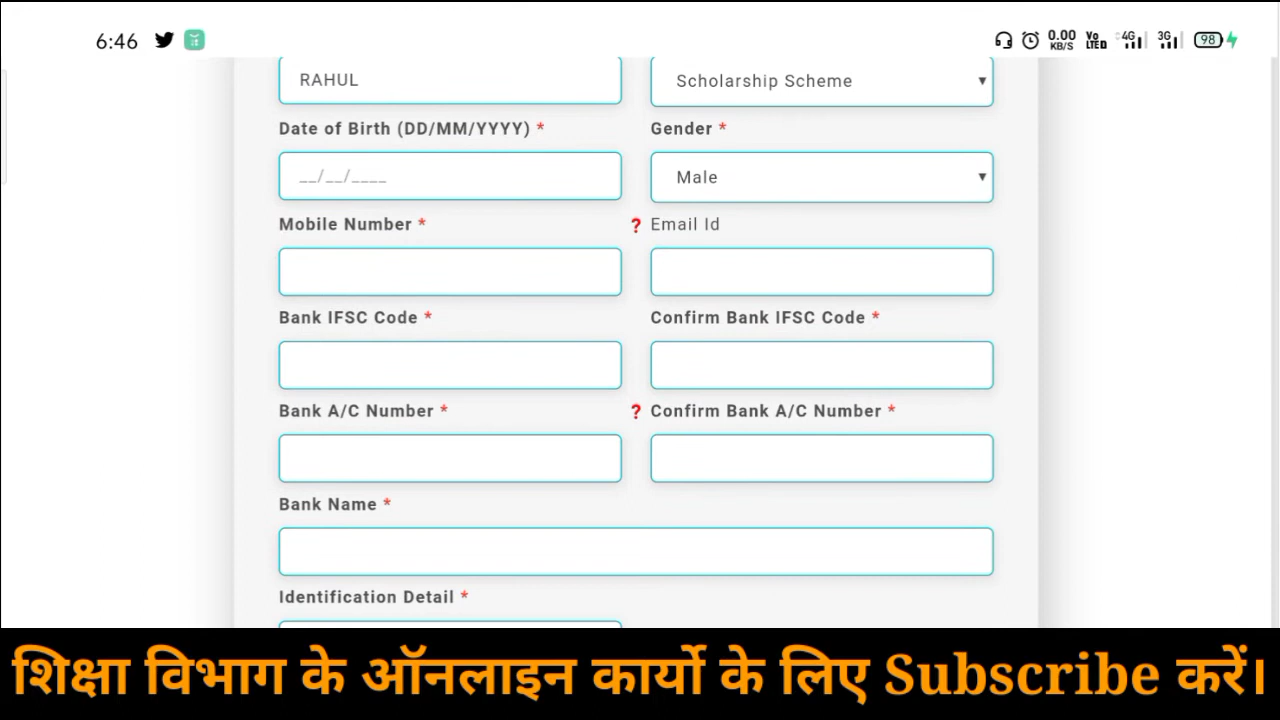 6:46 0.00 KB/S Vo LTE 4G 3G 98
RAHUL Scholarship Scheme
Date of Birth (DD/MM/YYYY) * Gender *
__/__/____ Male
Mobile Number * ? Email Id
Bank IFSC Code * Confirm Bank IFSC Code *
Bank A/C Number * ? Confirm Bank A/C Number *
Bank Name *
Identification Detail *
शिक्षा विभाग के ऑनलाइन कार्यो के लिए Subscribe करें।